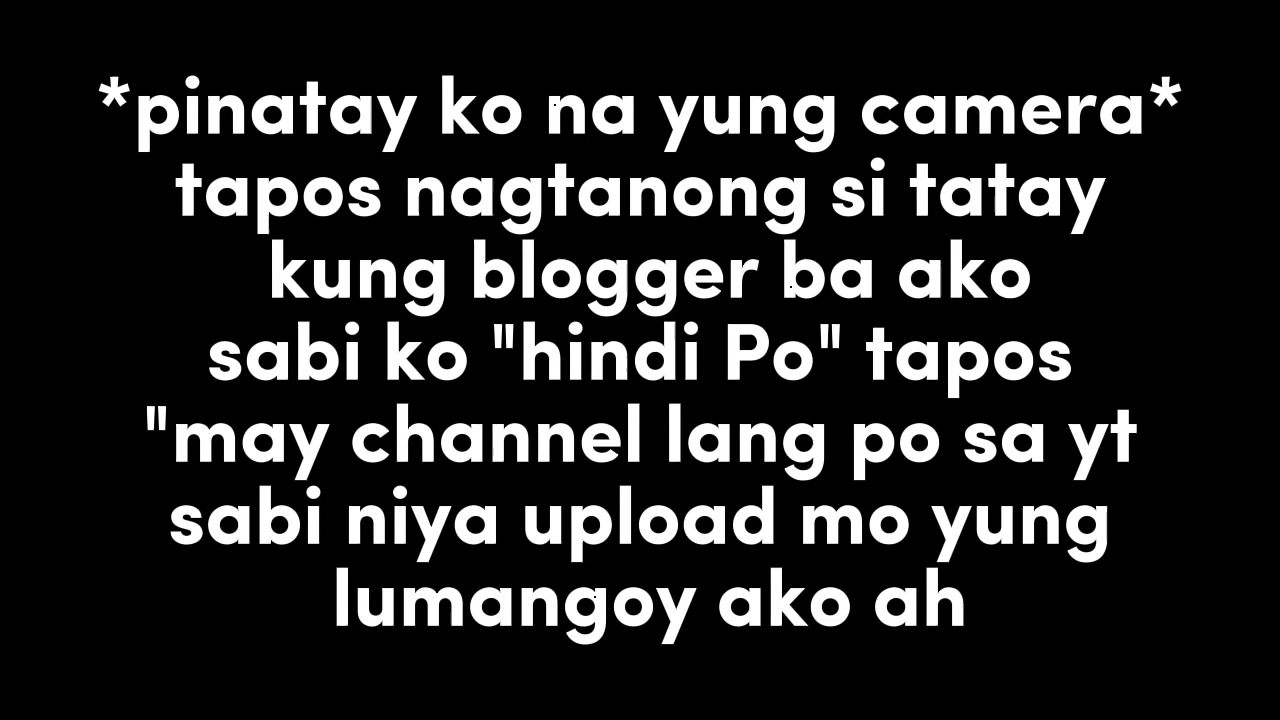 *pinatay ko na yung camera*
tapos nagtanong si tatay
kung blogger ba ako
sabi ko "hindi Po" tapos
"may channel lang po sa yt
sabi niya upload mo yung
lumangoy ako ah